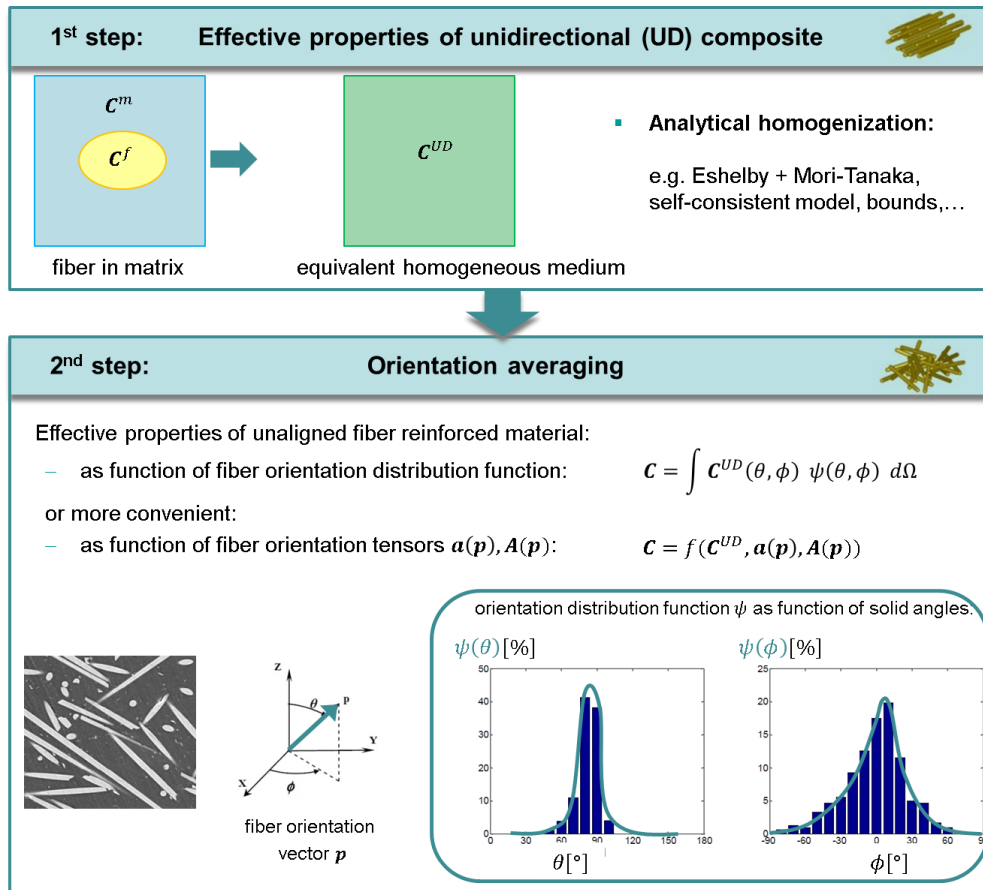 1st step: Effective properties of unidirectional (UD) composite
C^m
C^f
C^UD
▪ Analytical homogenization:
e.g. Eshelby + Mori-Tanaka,
self-consistent model, bounds,…
fiber in matrix
equivalent homogeneous medium
2nd step: Orientation averaging
Effective properties of unaligned fiber reinforced material:
– as function of fiber orientation distribution function: C = ∫ C^UD(θ, ϕ) ψ(θ, ϕ) dΩ
or more convenient:
– as function of fiber orientation tensors a(p), A(p): C = f(C^UD, a(p), A(p))
orientation distribution function ψ as function of solid angles:
ψ(θ)[%]
50
40
30
20
10
0
0 30 60 90 120 150 180
θ[°]
ψ(ϕ)[%]
25
20
15
10
5
0
-90 -60 -30 0 30 60 9
ϕ[°]
Z
θ
p
Y
X
ϕ
fiber orientation
vector p